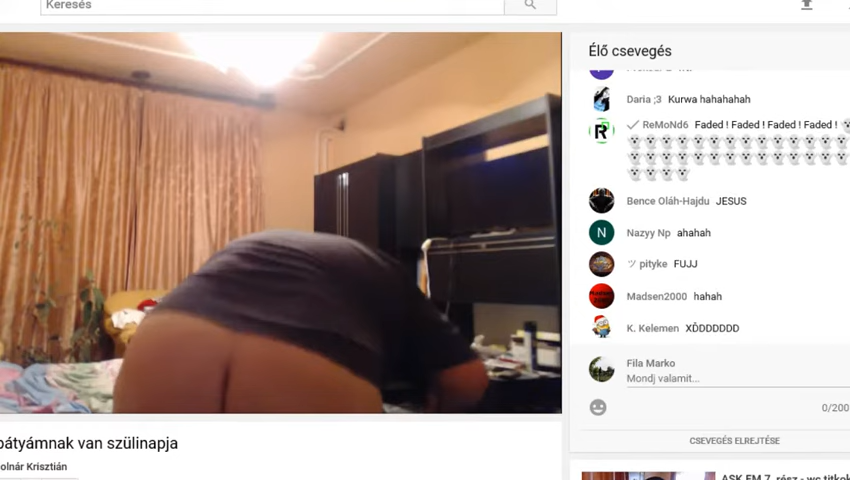 Keresés
Élő csevegés
Daria ;3 Kurwa hahahahah
R ReMoNd6 Faded ! Faded ! Faded ! Faded !
Bence Oláh-Hajdu JESUS
N Nazyy Np ahahah
ツ pityke FUJJ
Madsen2000 hahah
K. Kelemen XĎDDDDDD
Fila Marko
Mondj valamit...
0/200
CSEVEGÉS ELREJTÉSE
bátyámnak van szülinapja
olnár Krisztián
ASK.FM 7. rész - wc titkok